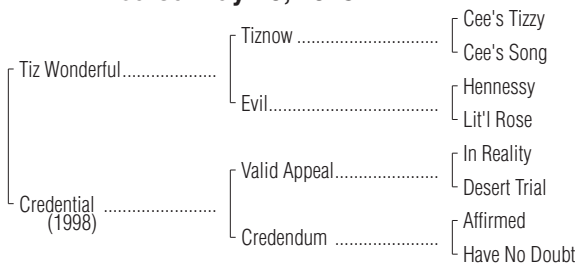 Cee's Tizzy
Tiznow
Cee's Song
Tiz Wonderful
Hennessy
Evil
Lit'l Rose
In Reality
Valid Appeal
Desert Trial
Credential
(1998)
Affirmed
Credendum
Have No Doubt